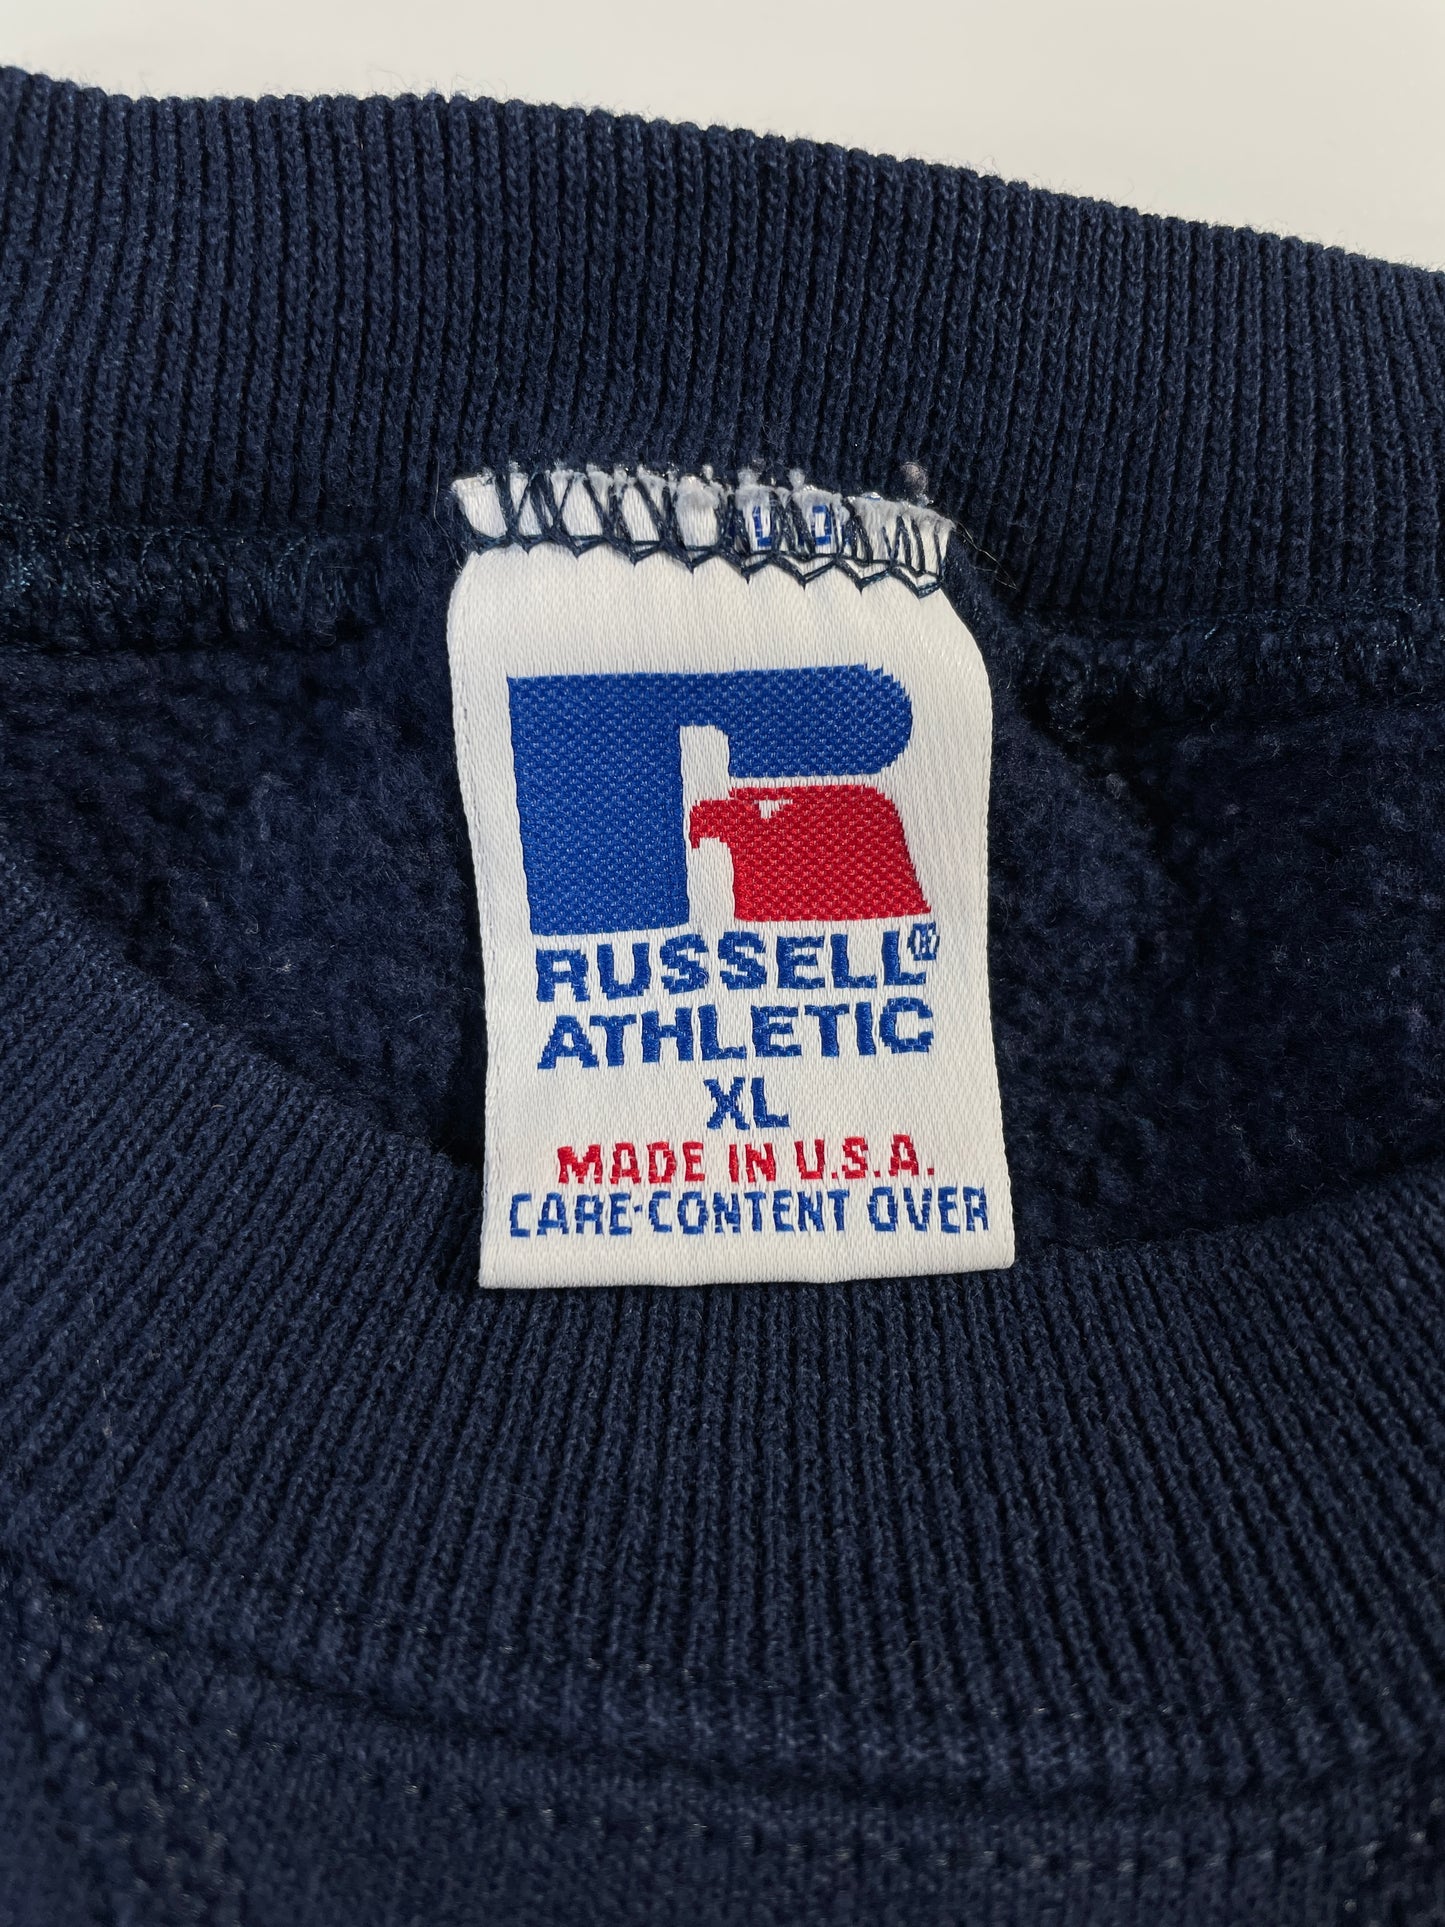 RUSSELL®
ATHLETIC
XL
MADE IN U.S.A.
CARE·CONTENT OVER